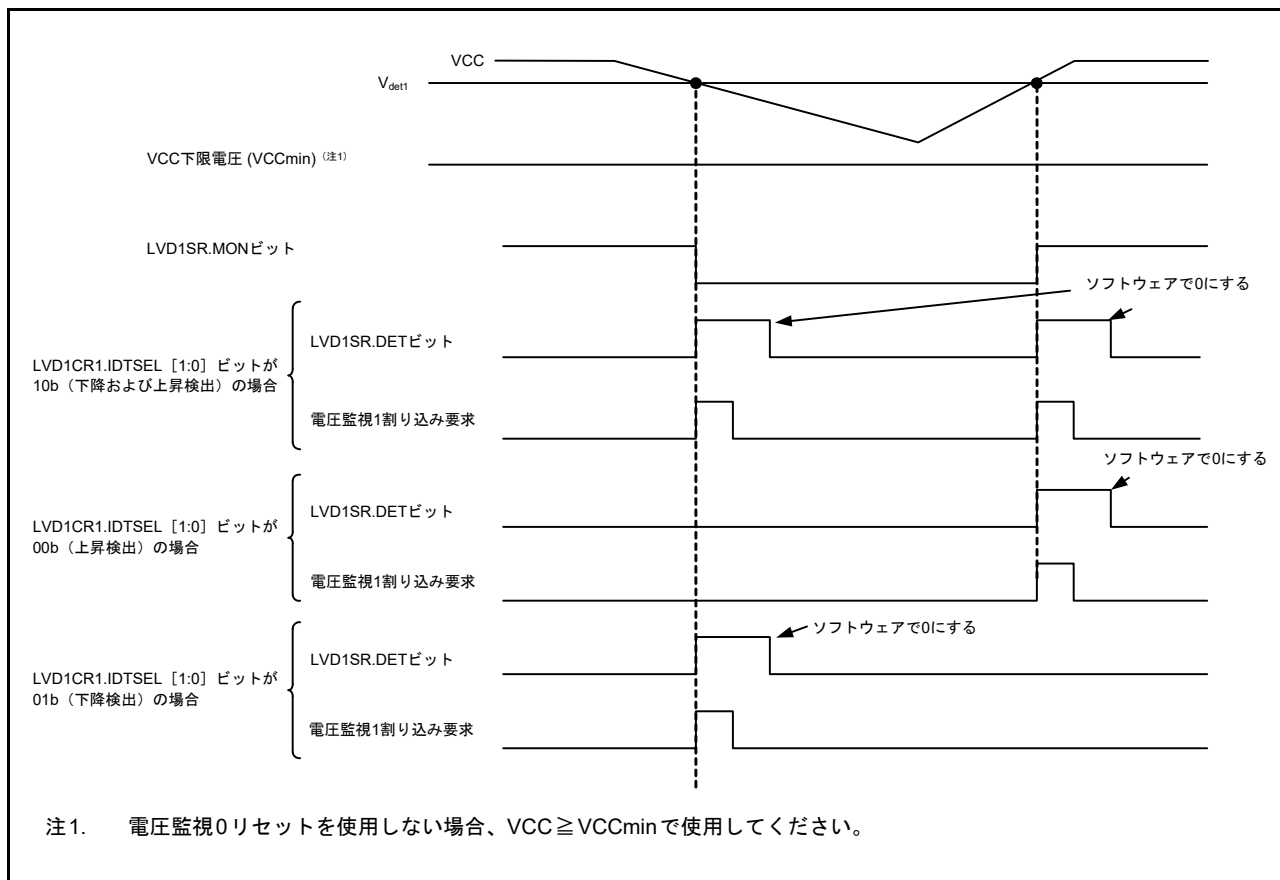 VCC
Vdet1
VCC下限電圧 (VCCmin) (注1)
LVD1SR.MONビット
ソフトウェアで0にする
LVD1CR1.IDTSEL [1:0] ビットが
10b（下降および上昇検出）の場合
LVD1SR.DETビット
電圧監視1割り込み要求
ソフトウェアで0にする
LVD1CR1.IDTSEL [1:0] ビットが
00b（上昇検出）の場合
LVD1SR.DETビット
電圧監視1割り込み要求
ソフトウェアで0にする
LVD1CR1.IDTSEL [1:0] ビットが
01b（下降検出）の場合
LVD1SR.DETビット
電圧監視1割り込み要求
注1. 電圧監視0リセットを使用しない場合、VCC≧VCCminで使用してください。